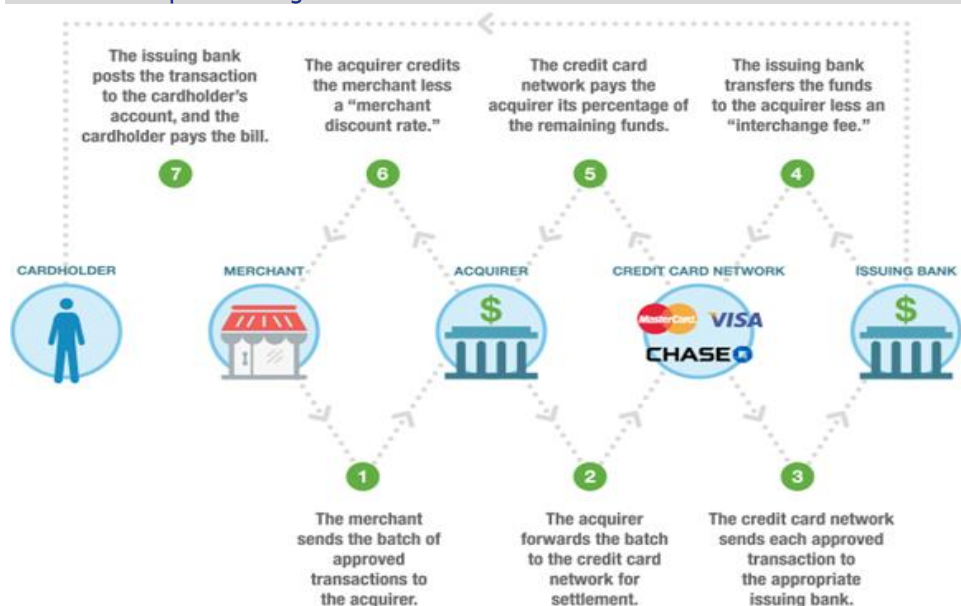 The issuing bank
posts the transaction
to the cardholder's
account, and the
cardholder pays the bill.
7
The acquirer credits
the merchant less
a “merchant
discount rate.”
6
The credit card
network pays the
acquirer its percentage of
the remaining funds.
5
The issuing bank
transfers the funds
to the acquirer less an
“interchange fee.”
4
CARDHOLDER
MERCHANT
ACQUIRER
$
CREDIT CARD NETWORK
MasterCard
VISA
CHASE
ISSUING BANK
$
1
The merchant
sends the batch of
approved
transactions to
the acquirer.
2
The acquirer
forwards the batch
to the credit card
network for
settlement.
3
The credit card network
sends each approved
transaction to
the appropriate
issuing bank.